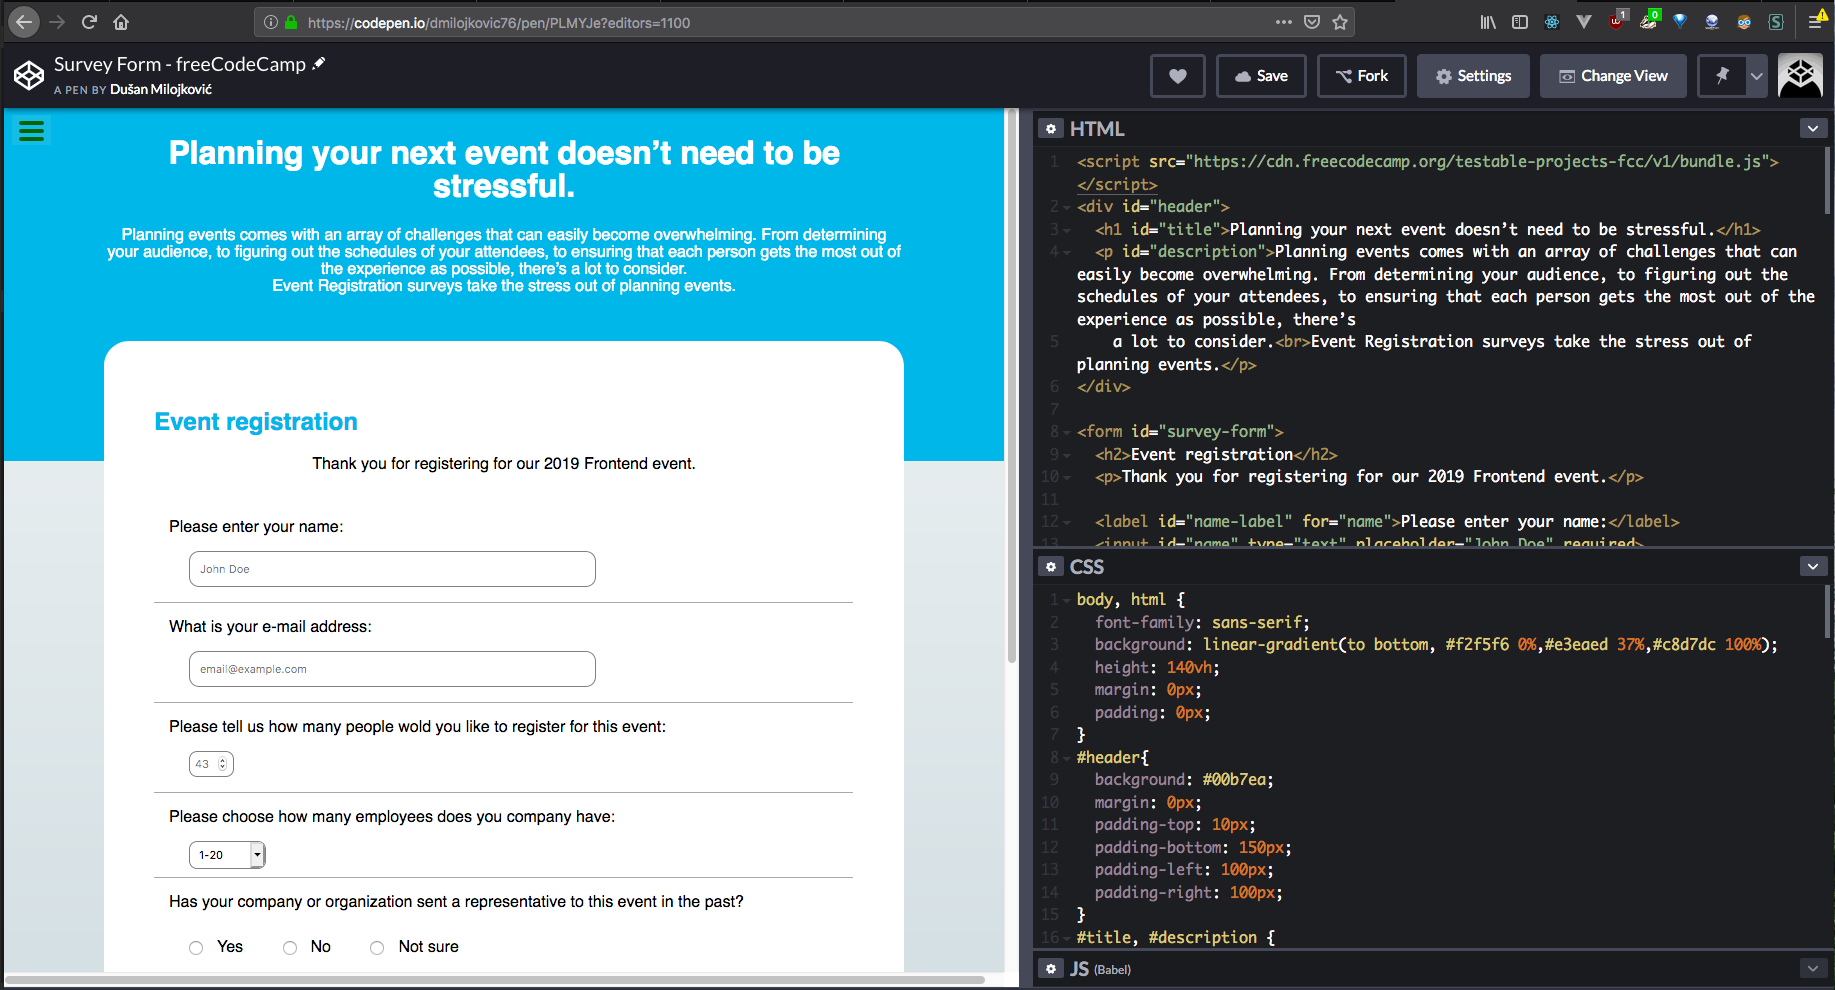 https://codepen.io/dmilojkovic76/pen/PLMYJe?editors=1100
1
0
Survey Form - freeCodeCamp
A PEN BY Dušan Milojković
Save
Fork
Settings
Change View
Planning your next event doesn’t need to be
stressful.
Planning events comes with an array of challenges that can easily become overwhelming. From determining
your audience, to figuring out the schedules of your attendees, to ensuring that each person gets the most out of
the experience as possible, there’s a lot to consider.
Event Registration surveys take the stress out of planning events.
Event registration
Thank you for registering for our 2019 Frontend event.
Please enter your name:
John Doe
What is your e-mail address:
email@example.com
Please tell us how many people wold you like to register for this event:
43
Please choose how many employees does you company have:
1-20
Has your company or organization sent a representative to this event in the past?
Yes No Not sure
HTML
1 <script src="https://cdn.freecodecamp.org/testable-projects-fcc/v1/bundle.js">
</script>
2 <div id="header">
3 <h1 id="title">Planning your next event doesn’t need to be stressful.</h1>
4 <p id="description">Planning events comes with an array of challenges that can
easily become overwhelming. From determining your audience, to figuring out the
schedules of your attendees, to ensuring that each person gets the most out of the
experience as possible, there’s
5 a lot to consider.<br>Event Registration surveys take the stress out of
planning events.</p>
6 </div>
7
8 <form id="survey-form">
9 <h2>Event registration</h2>
10 <p>Thank you for registering for our 2019 Frontend event.</p>
11
12 <label id="name-label" for="name">Please enter your name:</label>
13 <input id="name" type="text" placeholder="John Doe" required>
CSS
1 body, html {
2 font-family: sans-serif;
3 background: linear-gradient(to bottom, #f2f5f6 0%,#e3eaed 37%,#c8d7dc 100%);
4 height: 140vh;
5 margin: 0px;
6 padding: 0px;
7 }
8 #header{
9 background: #00b7ea;
10 margin: 0px;
11 padding-top: 10px;
12 padding-bottom: 150px;
13 padding-left: 100px;
14 padding-right: 100px;
15 }
16 #title, #description {
JS (Babel)